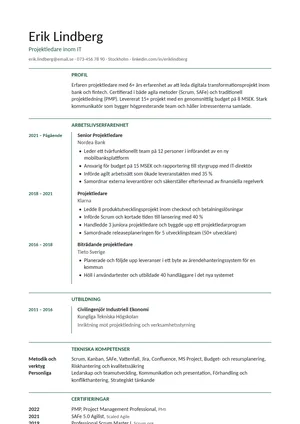 Erik Lindberg
Projektledare inom IT
erik.lindberg@email.se · 073-456 78 90 · Stockholm · linkedin.com/in/eriklindberg
PROFIL
Erfaren projektledare med 6+ års erfarenhet av att leda digitala transformationsprojekt inom
bank och fintech. Certifierad i både agila metoder (Scrum, SAFe) och traditionell
projektledning (PMP). Levererat 15+ projekt med en genomsnittlig budget på 8 MSEK. Stark
kommunikatör som bygger högpresterande team och håller intressenterna samlade.
ARBETSLIVSERFARENHET
2021 – Pågående
Senior Projektledare
Nordea Bank
• Leder ett tvärfunktionellt team på 12 personer i införandet av en ny
mobilbanksplattform
• Ansvarig för budget på 15 MSEK och rapportering till styrgrupp med IT-direktör
• Införde agilt arbetssätt som ökade leveranstakten med 35 %
• Samordnar externa leverantörer och säkerställer efterlevnad av finansiella regelverk
2018 – 2021
Projektledare
Klarna
• Ledde 8 produktutvecklingsprojekt inom checkout och betalningslösningar
• Införde Scrum och kortade tiden till lansering med 40 %
• Handledde 3 juniora projektledare och byggde upp ett projektledarprogram
• Samordnade releaseplaneringen för 5 utvecklingsteam (50+ utvecklare)
2016 – 2018
Biträdande projektledare
Tieto Sverige
• Planerade och följde upp leveranser i ett byte av ärendehanteringssystem för en
kommun
• Höll i användartester och utbildade 40 handläggare i det nya systemet
UTBILDNING
2011 – 2016
Civilingenjör Industriell Ekonomi
Kungliga Tekniska Högskolan
Inriktning mot projektledning och verksamhetsstyrning
TEKNISKA KOMPETENSER
Metodik och
verktyg
Scrum, Kanban, SAFe, Vattenfall, Jira, Confluence, MS Project, Budget- och resursplanering,
Riskhantering och kvalitetssäkring
Personliga
Ledarskap och teamutveckling, Kommunikation och presentation, Förhandling och
konflikthantering, Strategiskt tänkande
CERTIFIERINGAR
2022
PMP, Project Management Professional, PMI
2021
SAFe 5.0 Agilist, Scaled Agile
2019
Professional Scrum Master I, Scrum.org